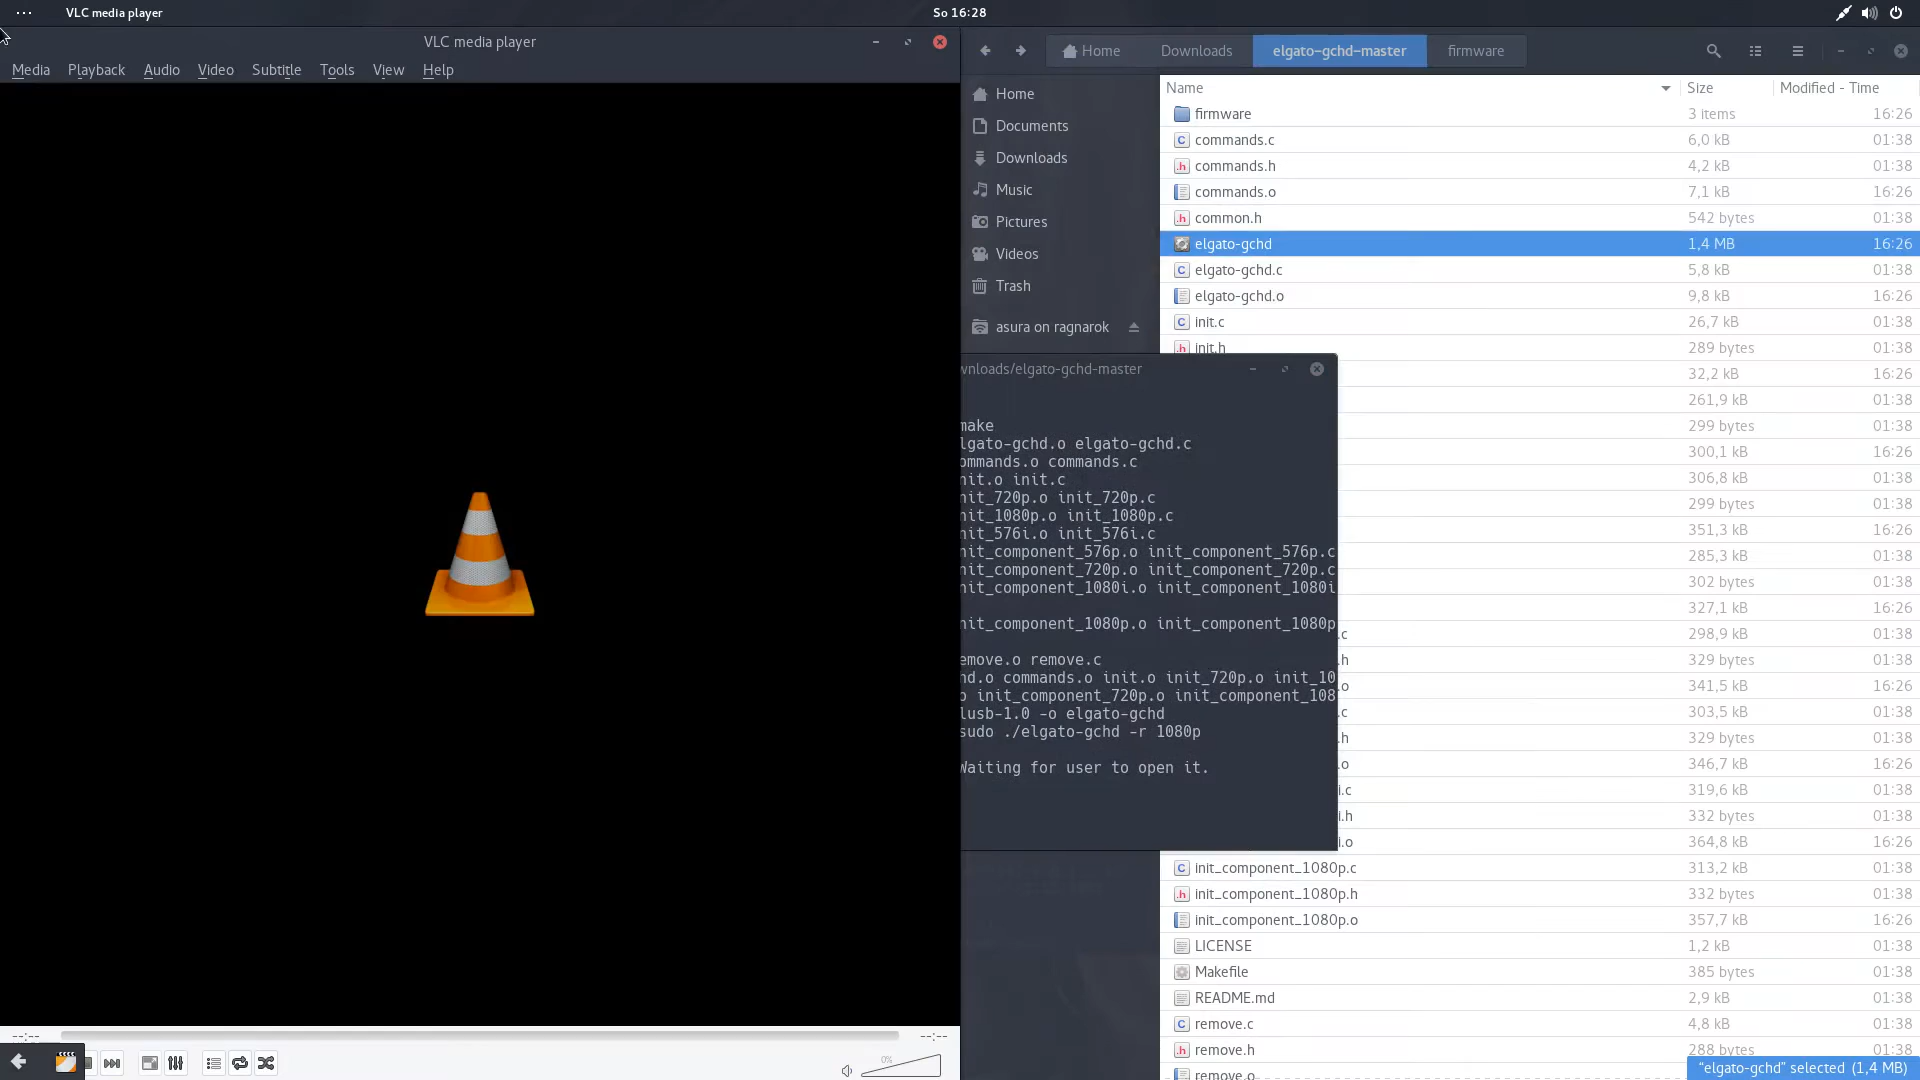 VLC media player
So 16:28
VLC media player
Media Playback Audio Video Subtitle Tools View Help
--:--
--:--
0%
Home Downloads elgato-gchd-master firmware
Home
Documents
Downloads
Music
Pictures
Videos
Trash
asura on ragnarok
Name Size Modified - Time
firmware 3 items 16:26
commands.c 6,0 kB 01:38
commands.h 4,2 kB 01:38
commands.o 7,1 kB 16:26
common.h 542 bytes 01:38
elgato-gchd 1,4 MB 16:26
elgato-gchd.c 5,8 kB 01:38
elgato-gchd.o 9,8 kB 16:26
init.c 26,7 kB 01:38
init.h 289 bytes 01:38
32,2 kB 16:26
261,9 kB 01:38
299 bytes 01:38
300,1 kB 16:26
306,8 kB 01:38
299 bytes 01:38
351,3 kB 16:26
285,3 kB 01:38
302 bytes 01:38
327,1 kB 16:26
.c 298,9 kB 01:38
.h 329 bytes 01:38
.o 341,5 kB 16:26
.c 303,5 kB 01:38
.h 329 bytes 01:38
.o 346,7 kB 16:26
i.c 319,6 kB 01:38
i.h 332 bytes 01:38
i.o 364,8 kB 16:26
init_component_1080p.c 313,2 kB 01:38
init_component_1080p.h 332 bytes 01:38
init_component_1080p.o 357,7 kB 16:26
LICENSE 1,2 kB 01:38
Makefile 385 bytes 01:38
README.md 2,9 kB 01:38
remove.c 4,8 kB 01:38
remove.h 288 bytes 01:38
remove.o
"elgato-gchd" selected (1,4 MB)
wnloads/elgato-gchd-master
make
lgato-gchd.o elgato-gchd.c
ommands.o commands.c
nit.o init.c
nit_720p.o init_720p.c
nit_1080p.o init_1080p.c
nit_576i.o init_576i.c
nit_component_576p.o init_component_576p.c
nit_component_720p.o init_component_720p.c
nit_component_1080i.o init_component_1080i
nit_component_1080p.o init_component_1080p
emove.o remove.c
hd.o commands.o init.o init_720p.o init_10
o init_component_720p.o init_component_108
lusb-1.0 -o elgato-gchd
sudo ./elgato-gchd -r 1080p
Waiting for user to open it.